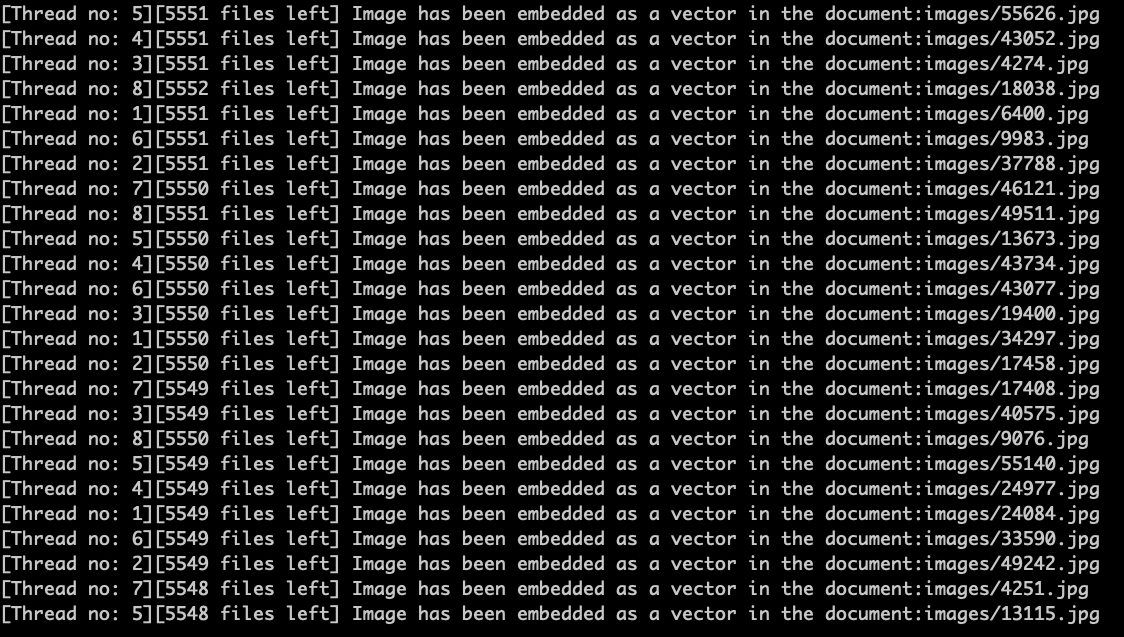 [Thread no: 5][5551 files left] Image has been embedded as a vector in the document:images/55626.jpg
[Thread no: 4][5551 files left] Image has been embedded as a vector in the document:images/43052.jpg
[Thread no: 3][5551 files left] Image has been embedded as a vector in the document:images/4274.jpg
[Thread no: 8][5552 files left] Image has been embedded as a vector in the document:images/18038.jpg
[Thread no: 1][5551 files left] Image has been embedded as a vector in the document:images/6400.jpg
[Thread no: 6][5551 files left] Image has been embedded as a vector in the document:images/9983.jpg
[Thread no: 2][5551 files left] Image has been embedded as a vector in the document:images/37788.jpg
[Thread no: 7][5550 files left] Image has been embedded as a vector in the document:images/46121.jpg
[Thread no: 8][5551 files left] Image has been embedded as a vector in the document:images/49511.jpg
[Thread no: 5][5550 files left] Image has been embedded as a vector in the document:images/13673.jpg
[Thread no: 4][5550 files left] Image has been embedded as a vector in the document:images/43734.jpg
[Thread no: 6][5550 files left] Image has been embedded as a vector in the document:images/43077.jpg
[Thread no: 3][5550 files left] Image has been embedded as a vector in the document:images/19400.jpg
[Thread no: 1][5550 files left] Image has been embedded as a vector in the document:images/34297.jpg
[Thread no: 2][5550 files left] Image has been embedded as a vector in the document:images/17458.jpg
[Thread no: 7][5549 files left] Image has been embedded as a vector in the document:images/17408.jpg
[Thread no: 3][5549 files left] Image has been embedded as a vector in the document:images/40575.jpg
[Thread no: 8][5550 files left] Image has been embedded as a vector in the document:images/9076.jpg
[Thread no: 5][5549 files left] Image has been embedded as a vector in the document:images/55140.jpg
[Thread no: 4][5549 files left] Image has been embedded as a vector in the document:images/24977.jpg
[Thread no: 1][5549 files left] Image has been embedded as a vector in the document:images/24084.jpg
[Thread no: 6][5549 files left] Image has been embedded as a vector in the document:images/33590.jpg
[Thread no: 2][5549 files left] Image has been embedded as a vector in the document:images/49242.jpg
[Thread no: 7][5548 files left] Image has been embedded as a vector in the document:images/4251.jpg
[Thread no: 5][5548 files left] Image has been embedded as a vector in the document:images/13115.jpg